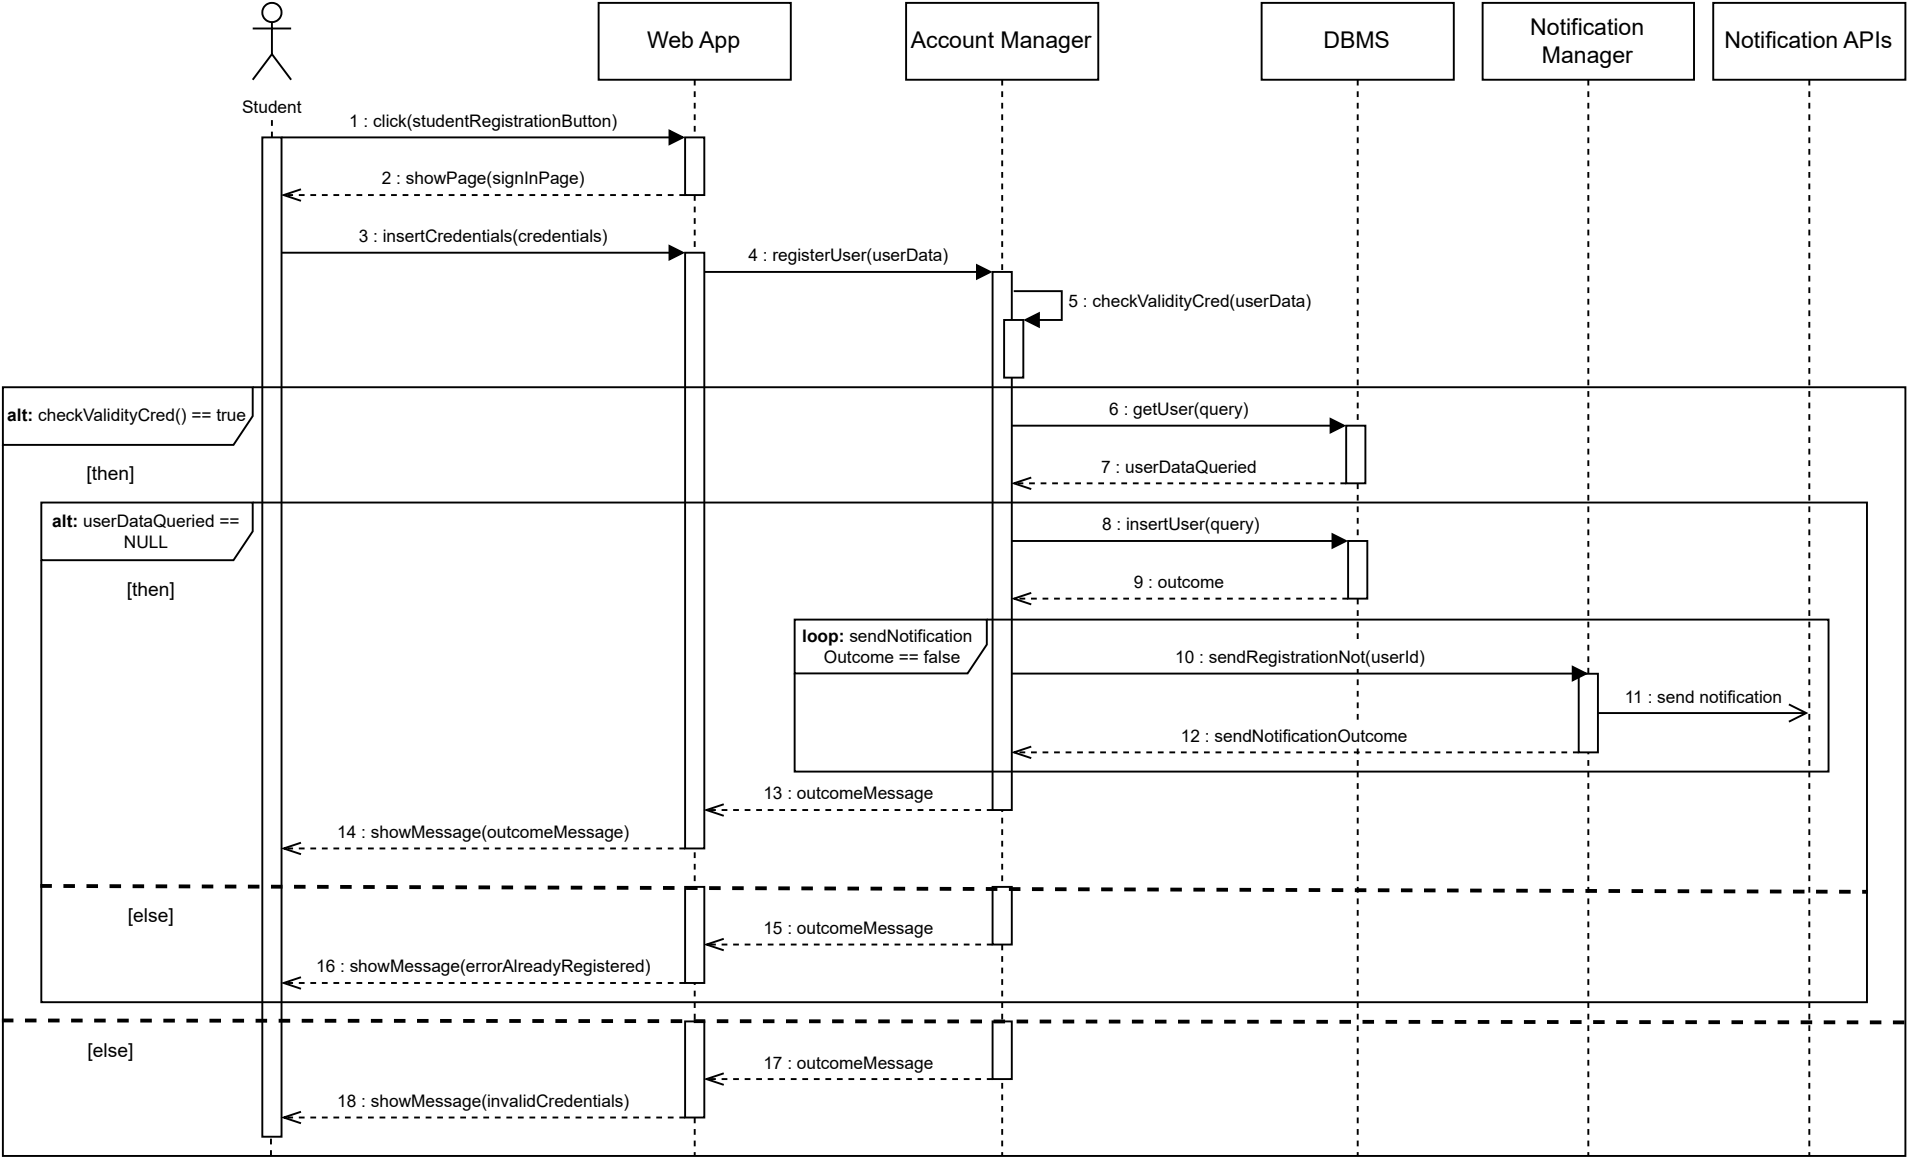 Web App
Account Manager
DBMS
Notification
Manager
Notification APIs
Student
1 : click(studentRegistrationButton)
2 : showPage(signInPage)
3 : insertCredentials(credentials)
4 : registerUser(userData)
5 : checkValidityCred(userData)
alt: checkValidityCred() == true
6 : getUser(query)
[then]
7 : userDataQueried
alt: userDataQueried ==
NULL
8 : insertUser(query)
[then]
9 : outcome
loop: sendNotification
Outcome == false
10 : sendRegistrationNot(userId)
11 : send notification
12 : sendNotificationOutcome
13 : outcomeMessage
14 : showMessage(outcomeMessage)
[else]
15 : outcomeMessage
16 : showMessage(errorAlreadyRegistered)
[else]
17 : outcomeMessage
18 : showMessage(invalidCredentials)